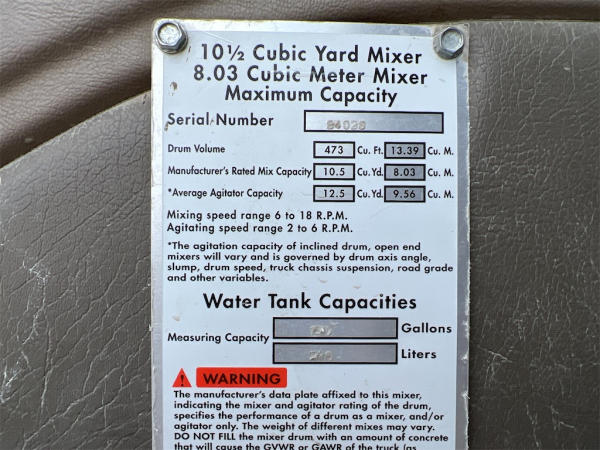 10½ Cubic Yard Mixer
8.03 Cubic Meter Mixer
Maximum Capacity
Serial Number
Drum Volume 473 Cu. Ft. 13.39 Cu. M.
Manufacturer's Rated Mix Capacity 10.5 Cu. Yd. 8.03 Cu. M.
*Average Agitator Capacity 12.5 Cu. Yd. 9.56 Cu. M.
Mixing speed range 6 to 18 R.P.M.
Agitating speed range 2 to 6 R.P.M.
*The agitation capacity of inclined drum, open end
mixers will vary and is governed by drum axis angle,
slump, drum speed, truck chassis suspension, road grade
and other variables.
Water Tank Capacities
Measuring Capacity Gallons
Liters
WARNING
The manufacturer's data plate affixed to this mixer,
indicating the mixer and agitator rating of the drum,
specifies the performance of a drum as a mixer, and/or
agitator only. The weight of different mixes may vary.
DO NOT FILL the mixer drum with an amount of concrete
that will cause the GVWR or GAWR of the truck (as